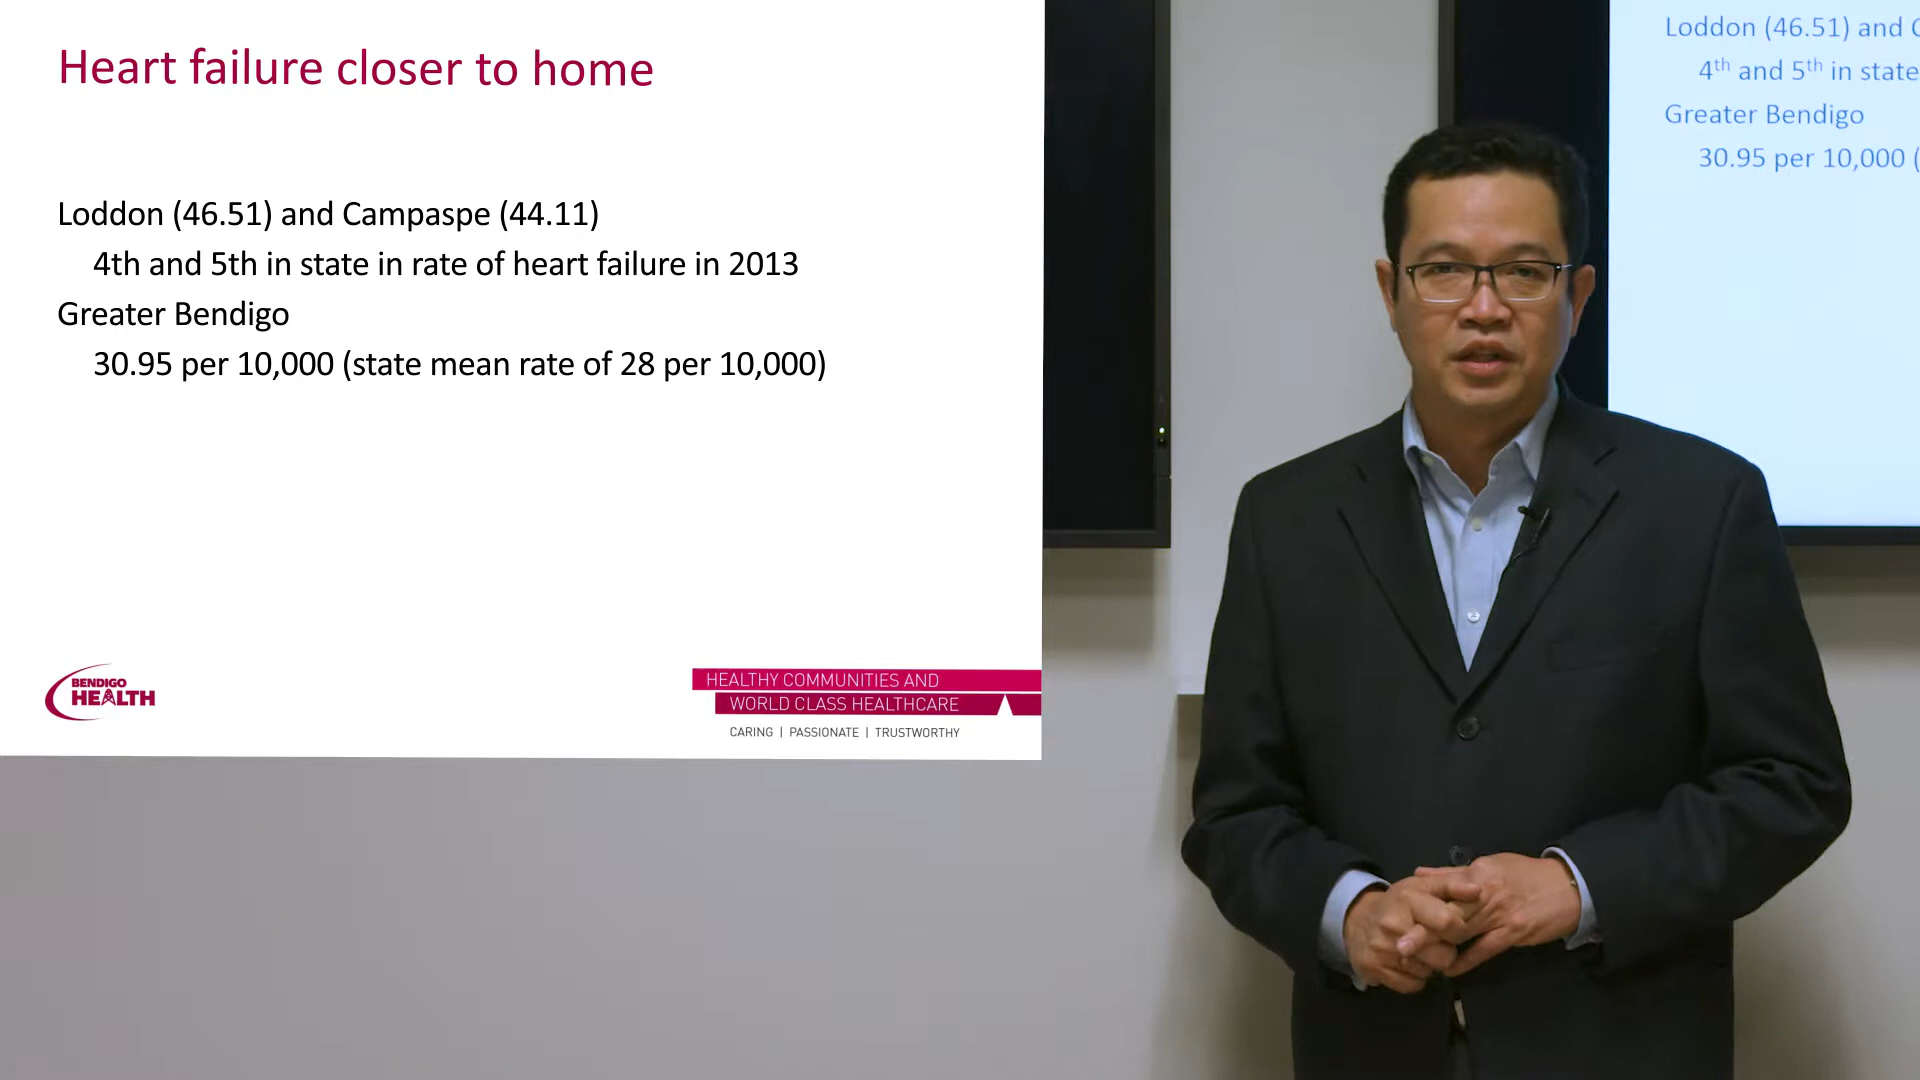 Heart failure closer to home
Loddon (46.51) and Campaspe (44.11)
4th and 5th in state in rate of heart failure in 2013
Greater Bendigo
30.95 per 10,000 (state mean rate of 28 per 10,000)
BENDIGO
HEALTH
HEALTHY COMMUNITIES AND
WORLD CLASS HEALTHCARE
CARING | PASSIONATE | TRUSTWORTHY
Loddon (46.51) and
4th and 5th in state
Greater Bendigo
30.95 per 10,000 (